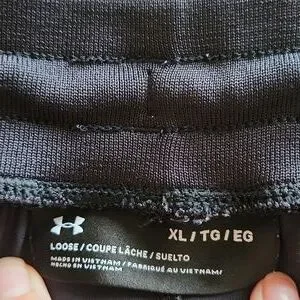 XL / TG / EG
LOOSE / COUPE LÂCHE / SUELTO
MADE IN VIETNAM / FABRIQUÉ AU VIETNAM/
HECHO EN VIETNAM